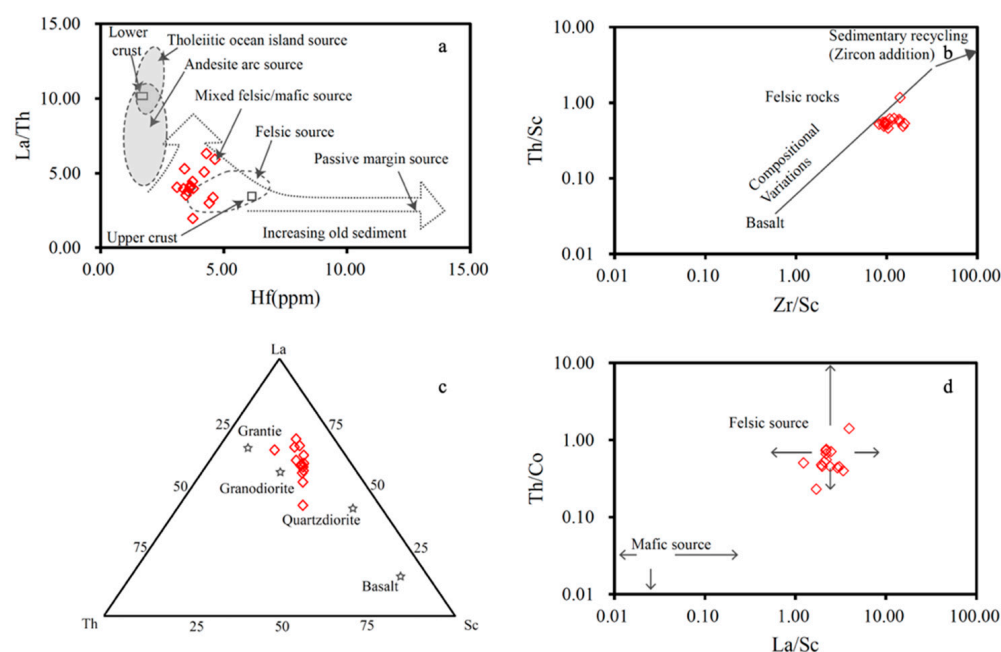 15.00
Lower
crust
Tholeiitic ocean island source
a
Andesite arc source
10.00
Mixed felsic/mafic source
La/Th
Felsic source
Passive margin source
5.00
Upper crust
Increasing old sediment
0.00
0.00
5.00
10.00
15.00
Hf(ppm)
10.00
Sedimentary recycling
(Zircon addition)
b
1.00
Felsic rocks
Th/Sc
Compositional
Variations
0.10
Basalt
0.01
0.01
0.10
1.00
10.00
100.00
Zr/Sc
La
c
25
75
Grantie
50
Granodiorite
50
Quartzdiorite
75
25
Basalt
Th
25
50
75
Sc
10.00
d
Felsic source
1.00
Th/Co
0.10
Mafic source
0.01
0.01
0.10
1.00
10.00
100.00
La/Sc